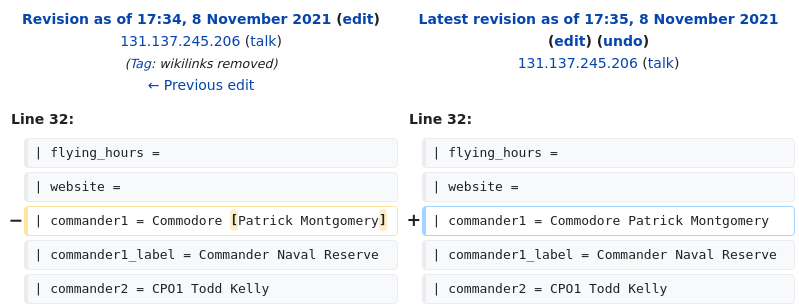 Revision as of 17:34, 8 November 2021 (edit)
131.137.245.206 (talk)
(Tag: wikilinks removed)
← Previous edit
Latest revision as of 17:35, 8 November 2021
(edit) (undo)
131.137.245.206 (talk)
Line 32:
Line 32:
| flying_hours =
| flying_hours =
| website =
| website =
− | commander1 = Commodore [Patrick Montgomery]
+ | commander1 = Commodore Patrick Montgomery
| commander1_label = Commander Naval Reserve
| commander1_label = Commander Naval Reserve
| commander2 = CPO1 Todd Kelly
| commander2 = CPO1 Todd Kelly